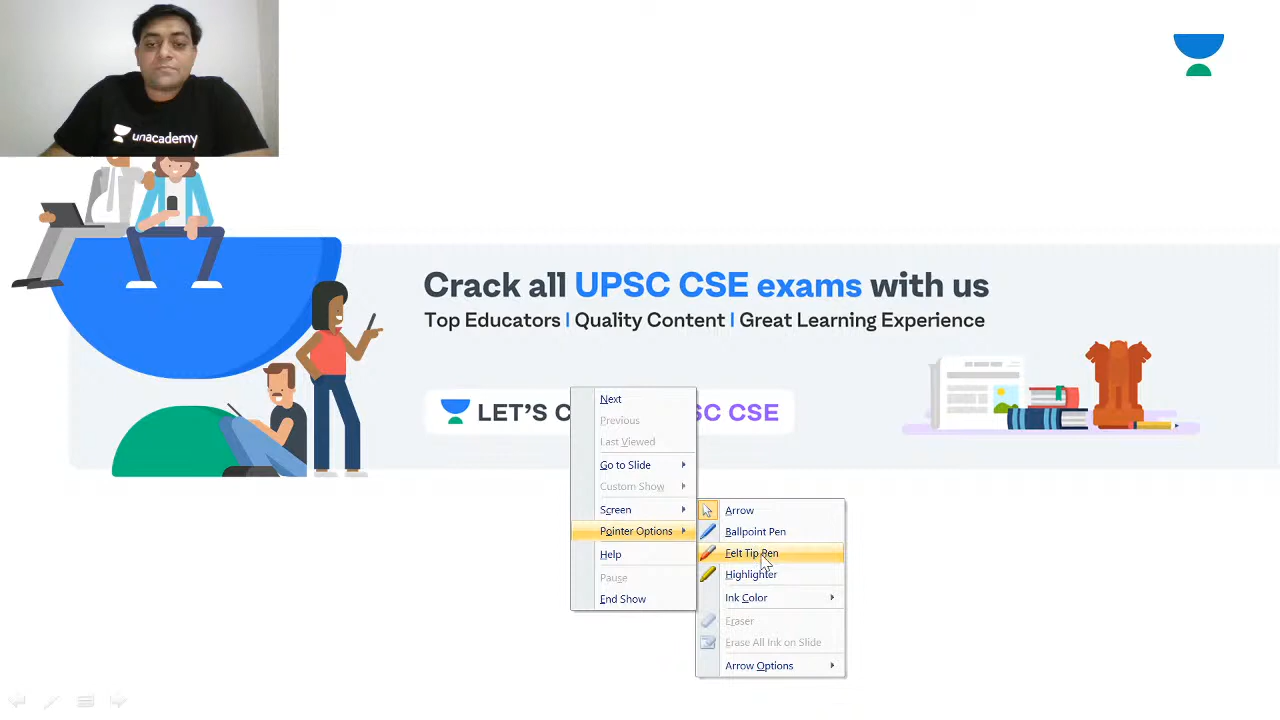 unacademy
Crack all UPSC CSE exams with us
Top Educators | Quality Content | Great Learning Experience
LET'S C
SC CSE
Next
Previous
Last Viewed
Go to Slide
Custom Show
Screen
Pointer Options
Help
Pause
End Show
Arrow
Ballpoint Pen
Felt Tip Pen
Highlighter
Ink Color
Eraser
Erase All Ink on Slide
Arrow Options